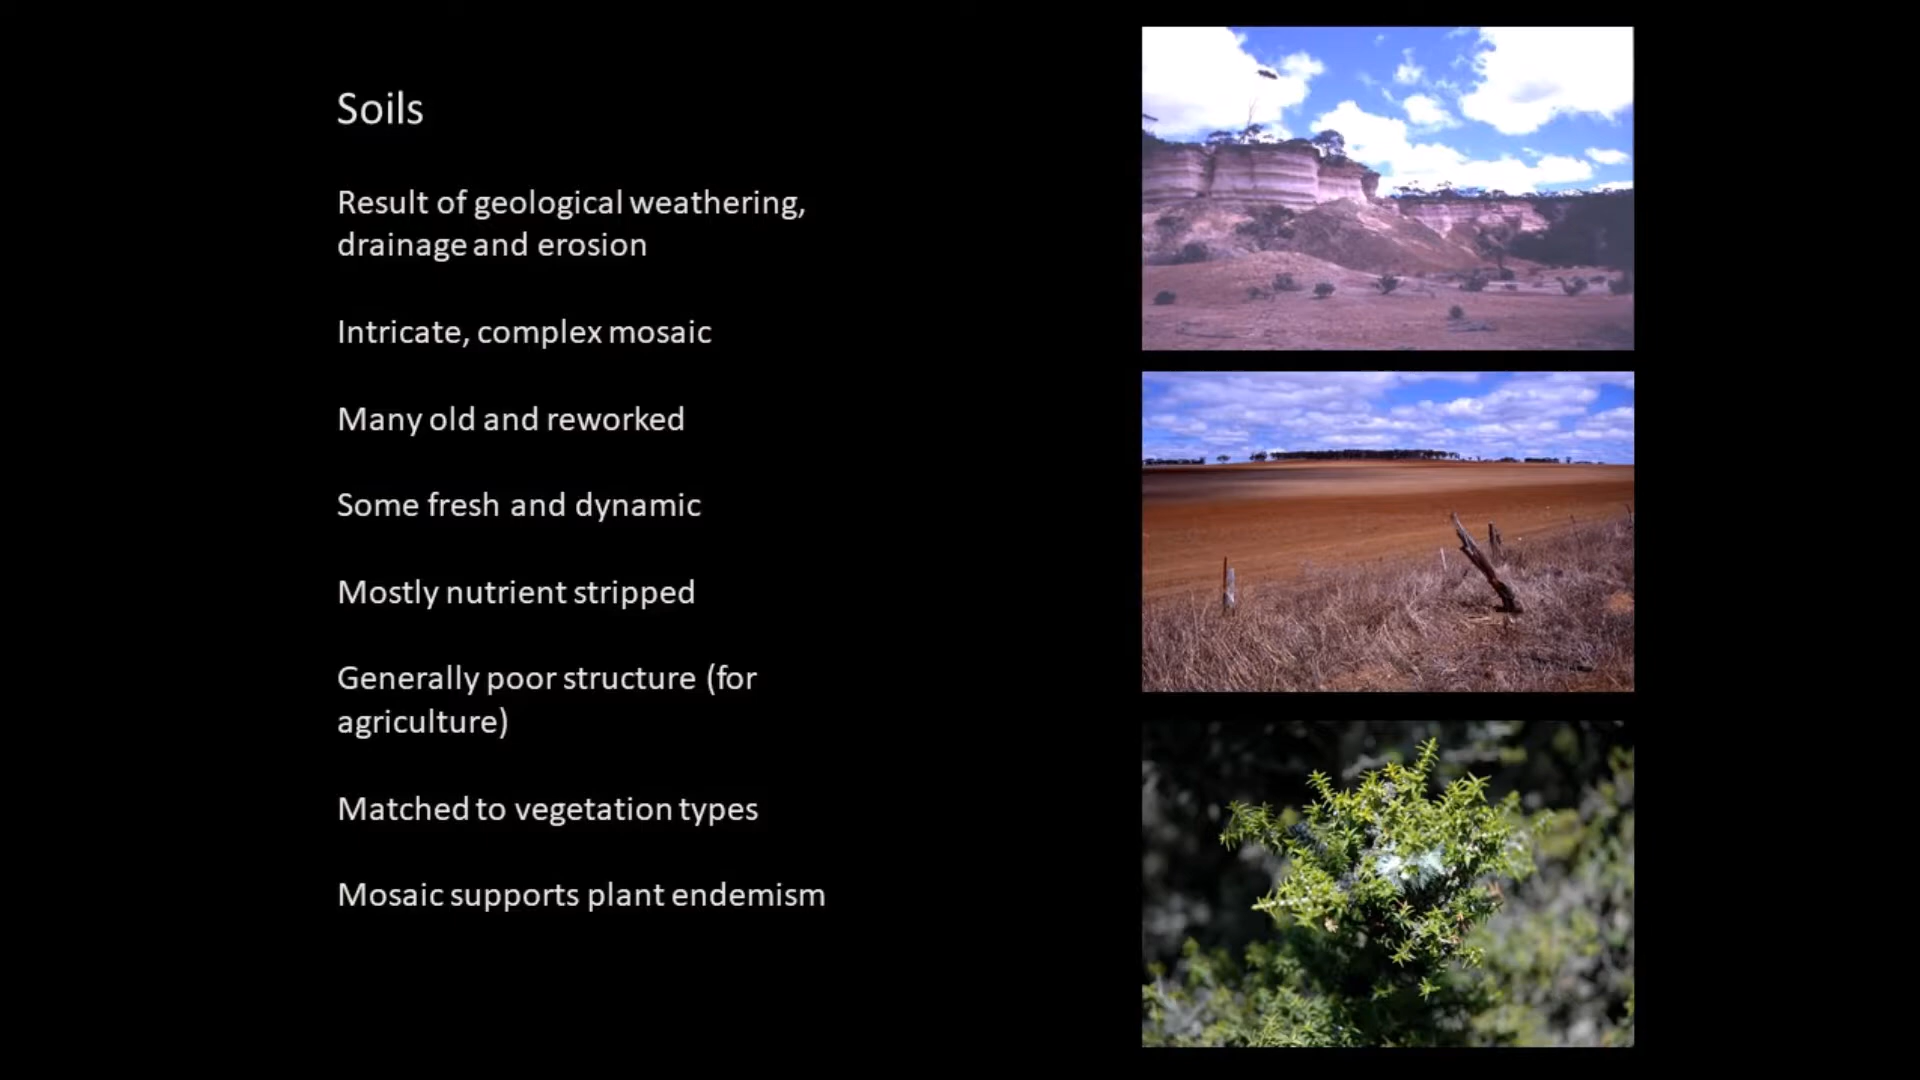 Soils
Result of geological weathering,
drainage and erosion
Intricate, complex mosaic
Many old and reworked
Some fresh and dynamic
Mostly nutrient stripped
Generally poor structure (for
agriculture)
Matched to vegetation types
Mosaic supports plant endemism